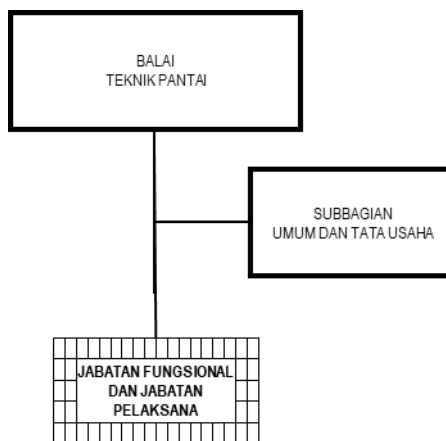 BALAI
TEKNIK PANTAI
SUBBAGIAN
UMUM DAN TATA USAHA
JABATAN FUNGSIONAL
DAN JABATAN
PELAKSANA